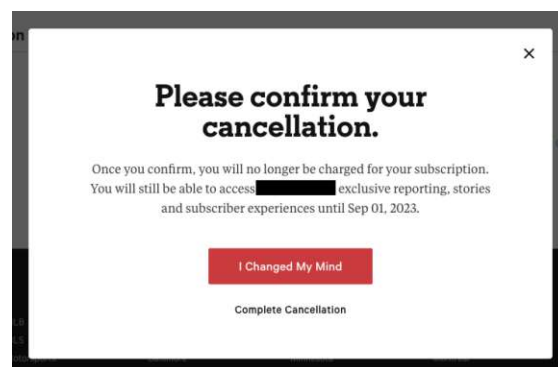 on
Please confirm your
cancellation.
Once you confirm, you will no longer be charged for your subscription.
You will still be able to access exclusive reporting, stories
and subscriber experiences until Sep 01, 2023.
I Changed My Mind
Complete Cancellation